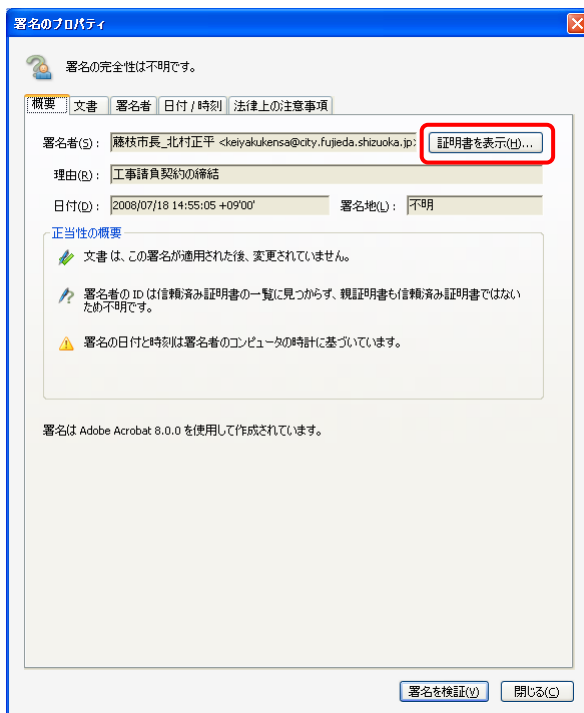 署名のプロパティ
署名の完全性は不明です。
概要 文書 署名者 日付 / 時刻 法律上の注意事項
署名者(S): 藤枝市長_北村正平 <keiyakukensa@city.fujieda.shizuoka.jp> 証明書を表示(H)...
理由(R): 工事請負契約の締結
日付(D): 2008/07/18 14:55:05 +09'00' 署名地(L): 不明
正当性の概要
文書 は、この署名が適用された後、変更されていません。
署名者の ID は信頼済み証明書の一覧に見つからず、親証明書も信頼済み証明書ではない
ため不明です。
署名の日付と時刻は署名者のコンピュータの時計に基づいています。
署名は Adobe Acrobat 8.0.0 を使用して作成されています。
署名を検証(V) 閉じる(C)